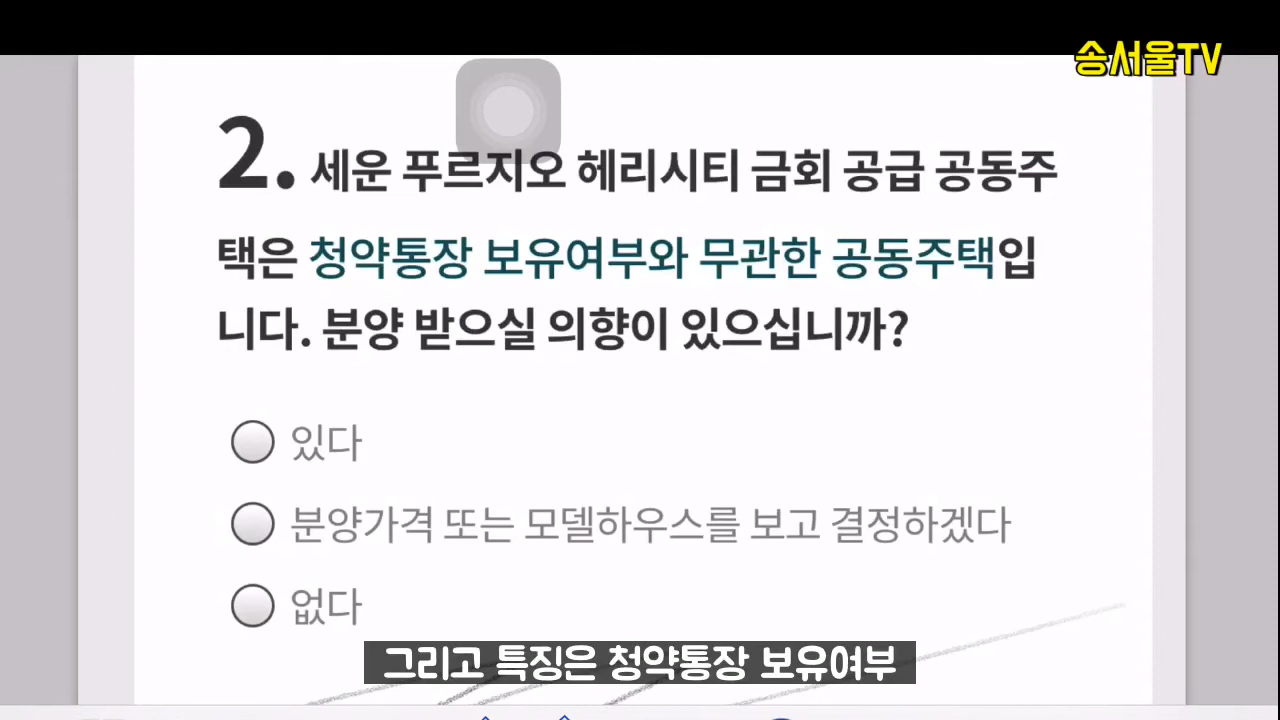 송서울TV
2. 세운 푸르지오 헤리시티 금회 공급 공동주
택은 청약통장 보유여부와 무관한 공동주택입
니다. 분양 받으실 의향이 있으십니까?
있다
분양가격 또는 모델하우스를 보고 결정하겠다
없다
그리고 특징은 청약통장 보유여부